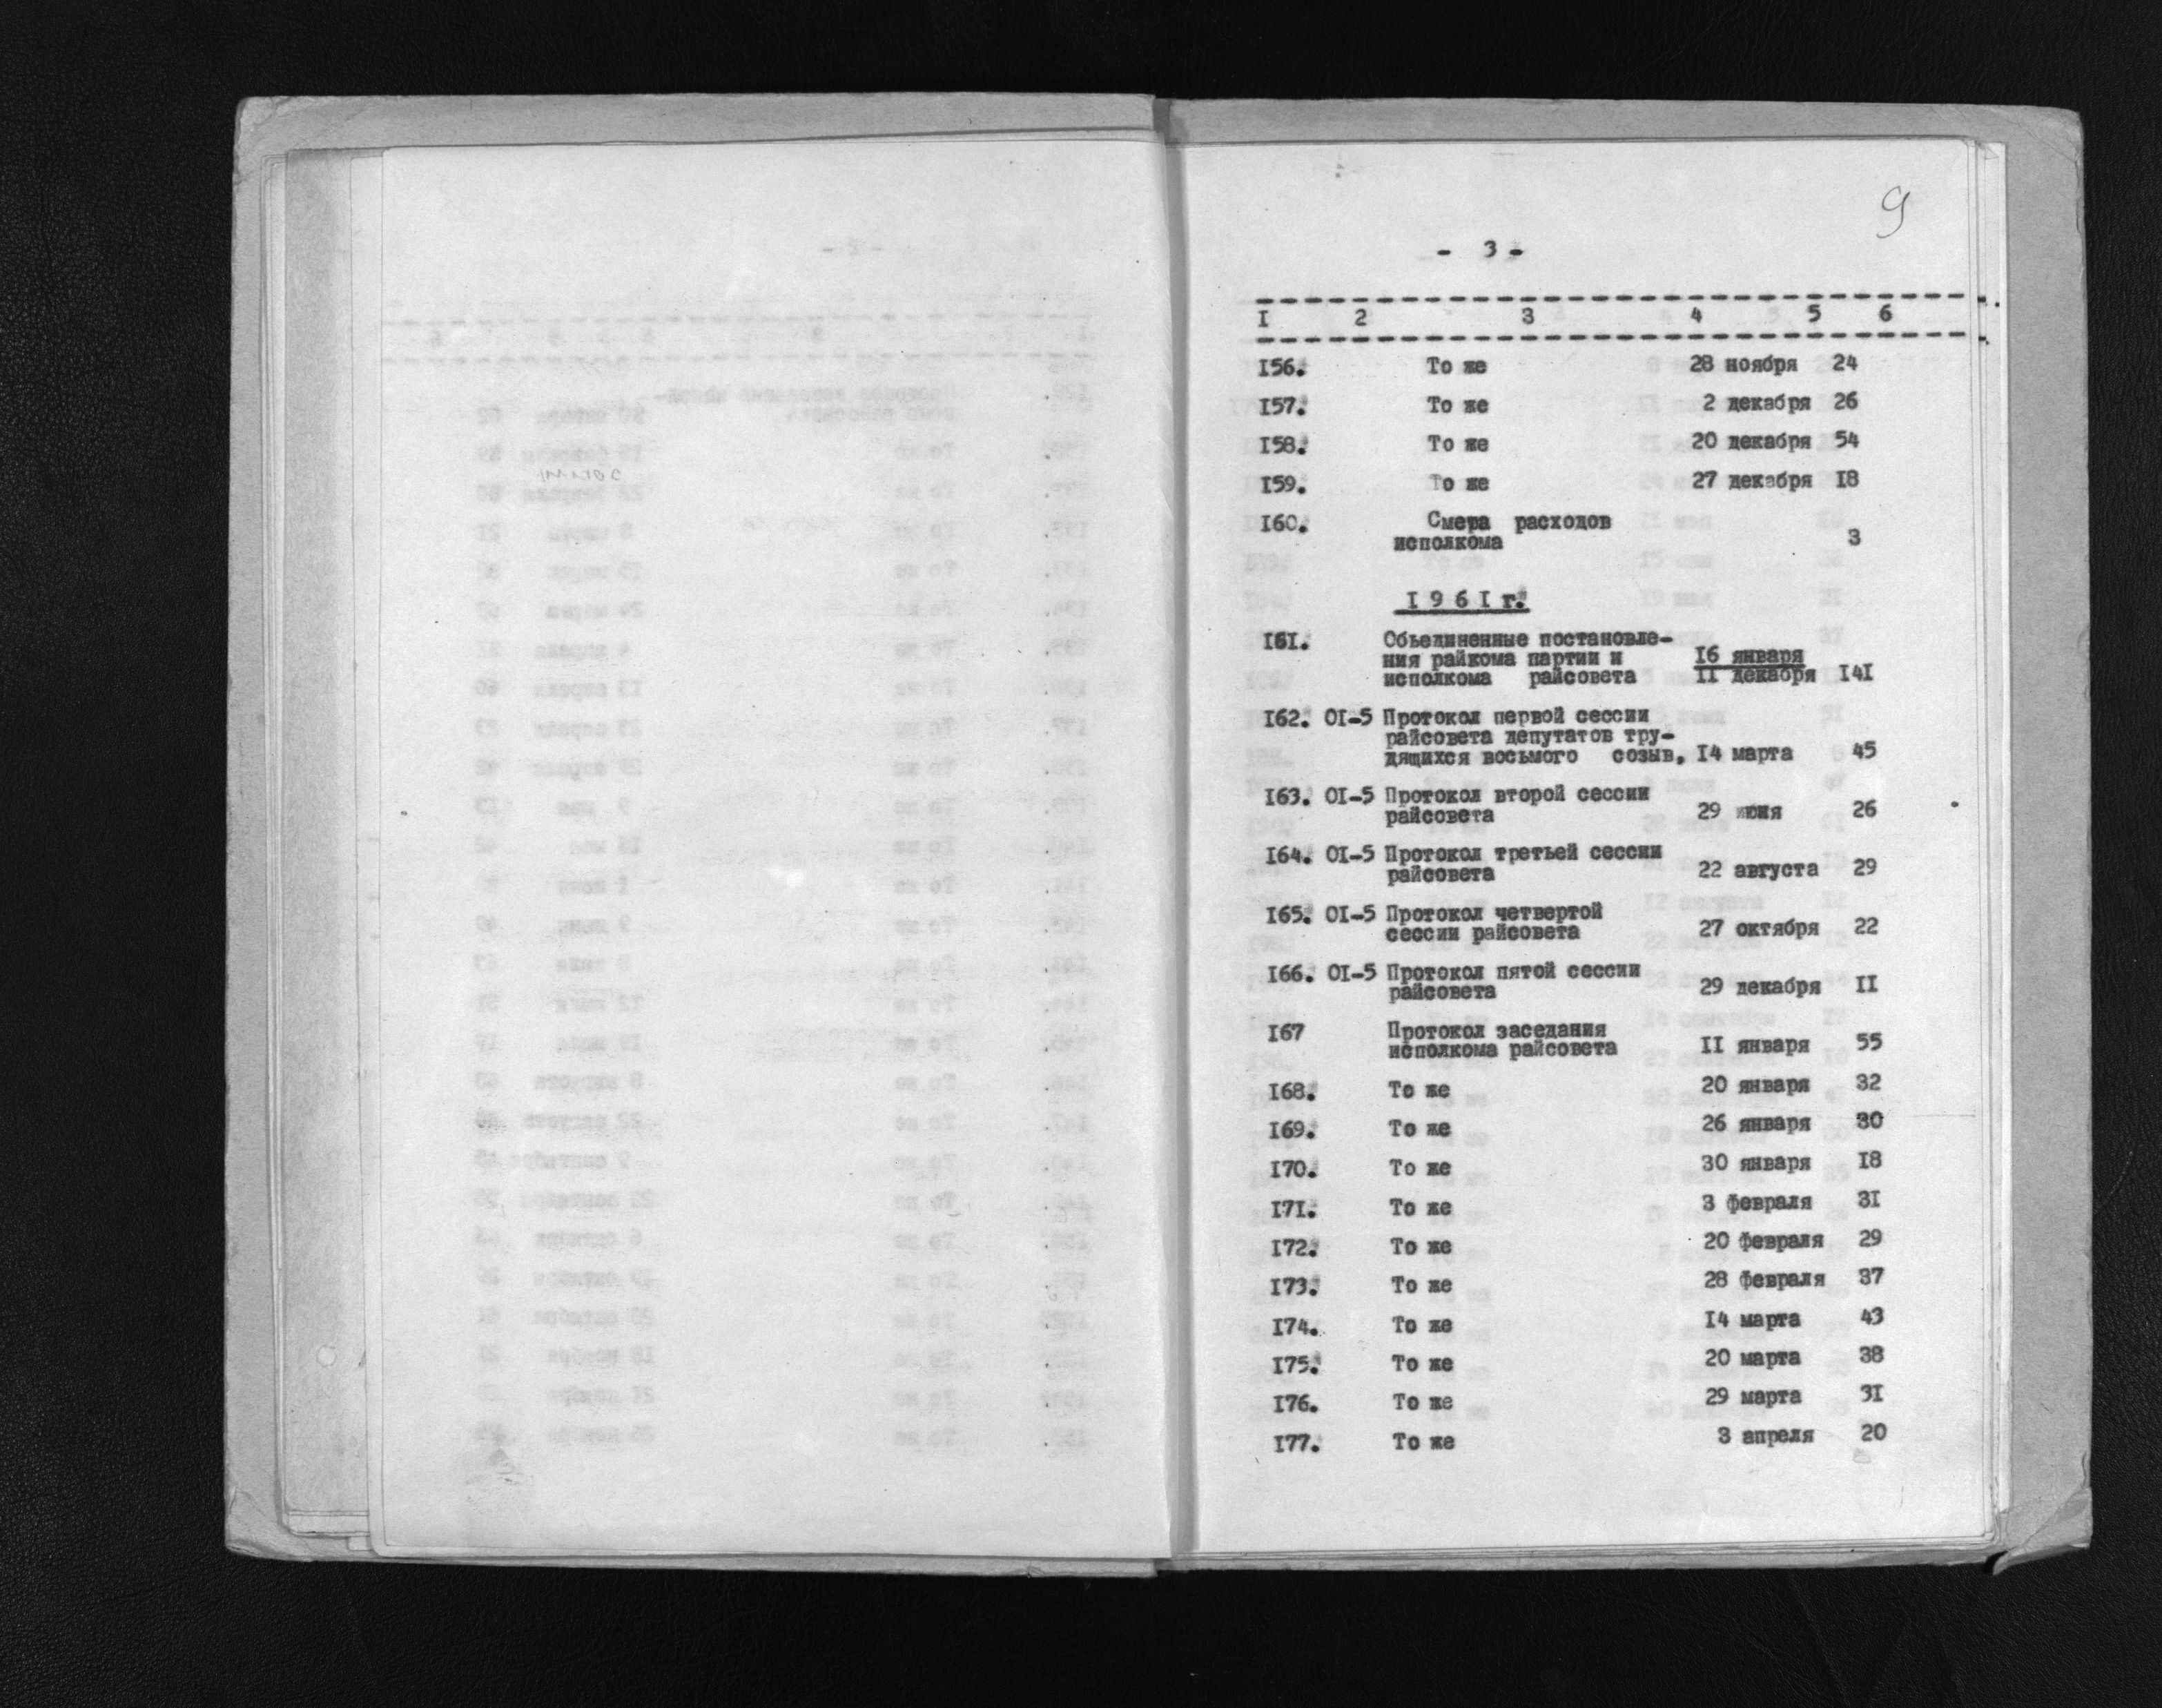 9
- 3 -
I 2 3 4 5 6
I56. То же 28 ноября 24
I57. То же 2 декабря 26
I58. То же 20 декабря 54
I59. То же 27 декабря I8
I60. Смера расходов
исполкома 3
I 9 6 I г.
I6I. Объединенные постановле-
ния райкома партии и I6 января
исполкома райсовета II декабря I4I
I62. 0I-5 Протокол первой сессии
райсовета депутатов тру-
дящихся восьмого созыв, I4 марта 45
I63. 0I-5 Протокол второй сессии
райсовета 29 июня 26
I64. 0I-5 Протокол третьей сессии
райсовета 22 августа 29
I65. 0I-5 Протокол четвертой
сессии райсовета 27 октября 22
I66. 0I-5 Протокол пятой сессии
райсовета 29 декабря II
I67 Протокол заседания
исполкома райсовета II января 55
I68. То же 20 января 32
I69. То же 26 января 30
I70. То же 30 января I8
I7I. То же 3 февраля 3I
I72. То же 20 февраля 29
I73. То же 28 февраля 37
I74. То же I4 марта 43
I75. То же 20 марта 38
I76. То же 29 марта 3I
I77. То же 3 апреля 20